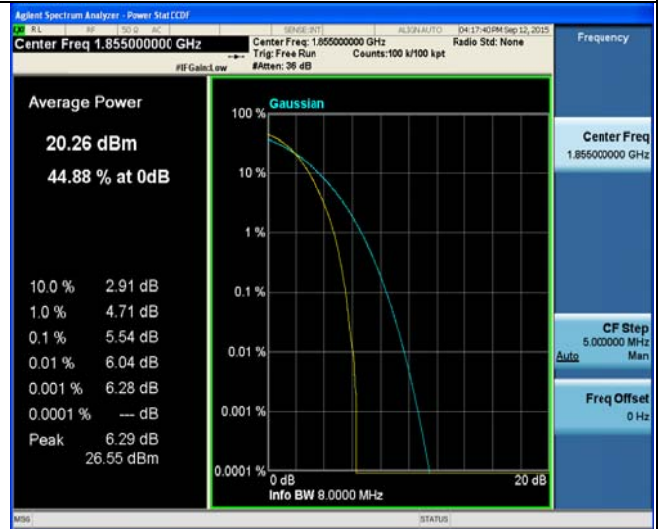 Agilent Spectrum Analyzer - Power Stat CCDF
RL RF 50 Ω AC SENSE:INT ALIGN AUTO 04:17:40 PM Sep 12, 2015
Center Freq 1.855000000 GHz
Center Freq: 1.855000000 GHz Radio Std: None
Trig: Free Run Counts:100 k/100 kpt
#IFGain:Low #Atten: 36 dB
Frequency
Average Power
20.26 dBm
44.88 % at 0dB
10.0 % 2.91 dB
1.0 % 4.71 dB
0.1 % 5.54 dB
0.01 % 6.04 dB
0.001 % 6.28 dB
0.0001 % --- dB
Peak 6.29 dB
26.55 dBm
Gaussian
100 %
10 %
1 %
0.1 %
0.01 %
0.001 %
0.0001 %
0 dB 20 dB
Info BW 8.0000 MHz
Center Freq
1.855000000 GHz
CF Step
5.000000 MHz
Auto Man
Freq Offset
0 Hz
MSG STATUS